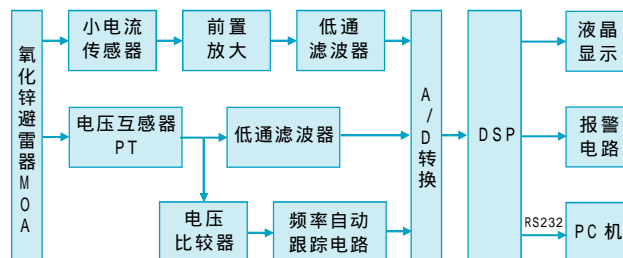 氧化锌避雷器MOA
小电流
传感器
前置
放大
低通
滤波器
电压互感器
PT
低通滤波器
电压
比较器
频率自动
跟踪电路
A/D转换
DSP
液晶
显示
报警
电路
RS232
PC机